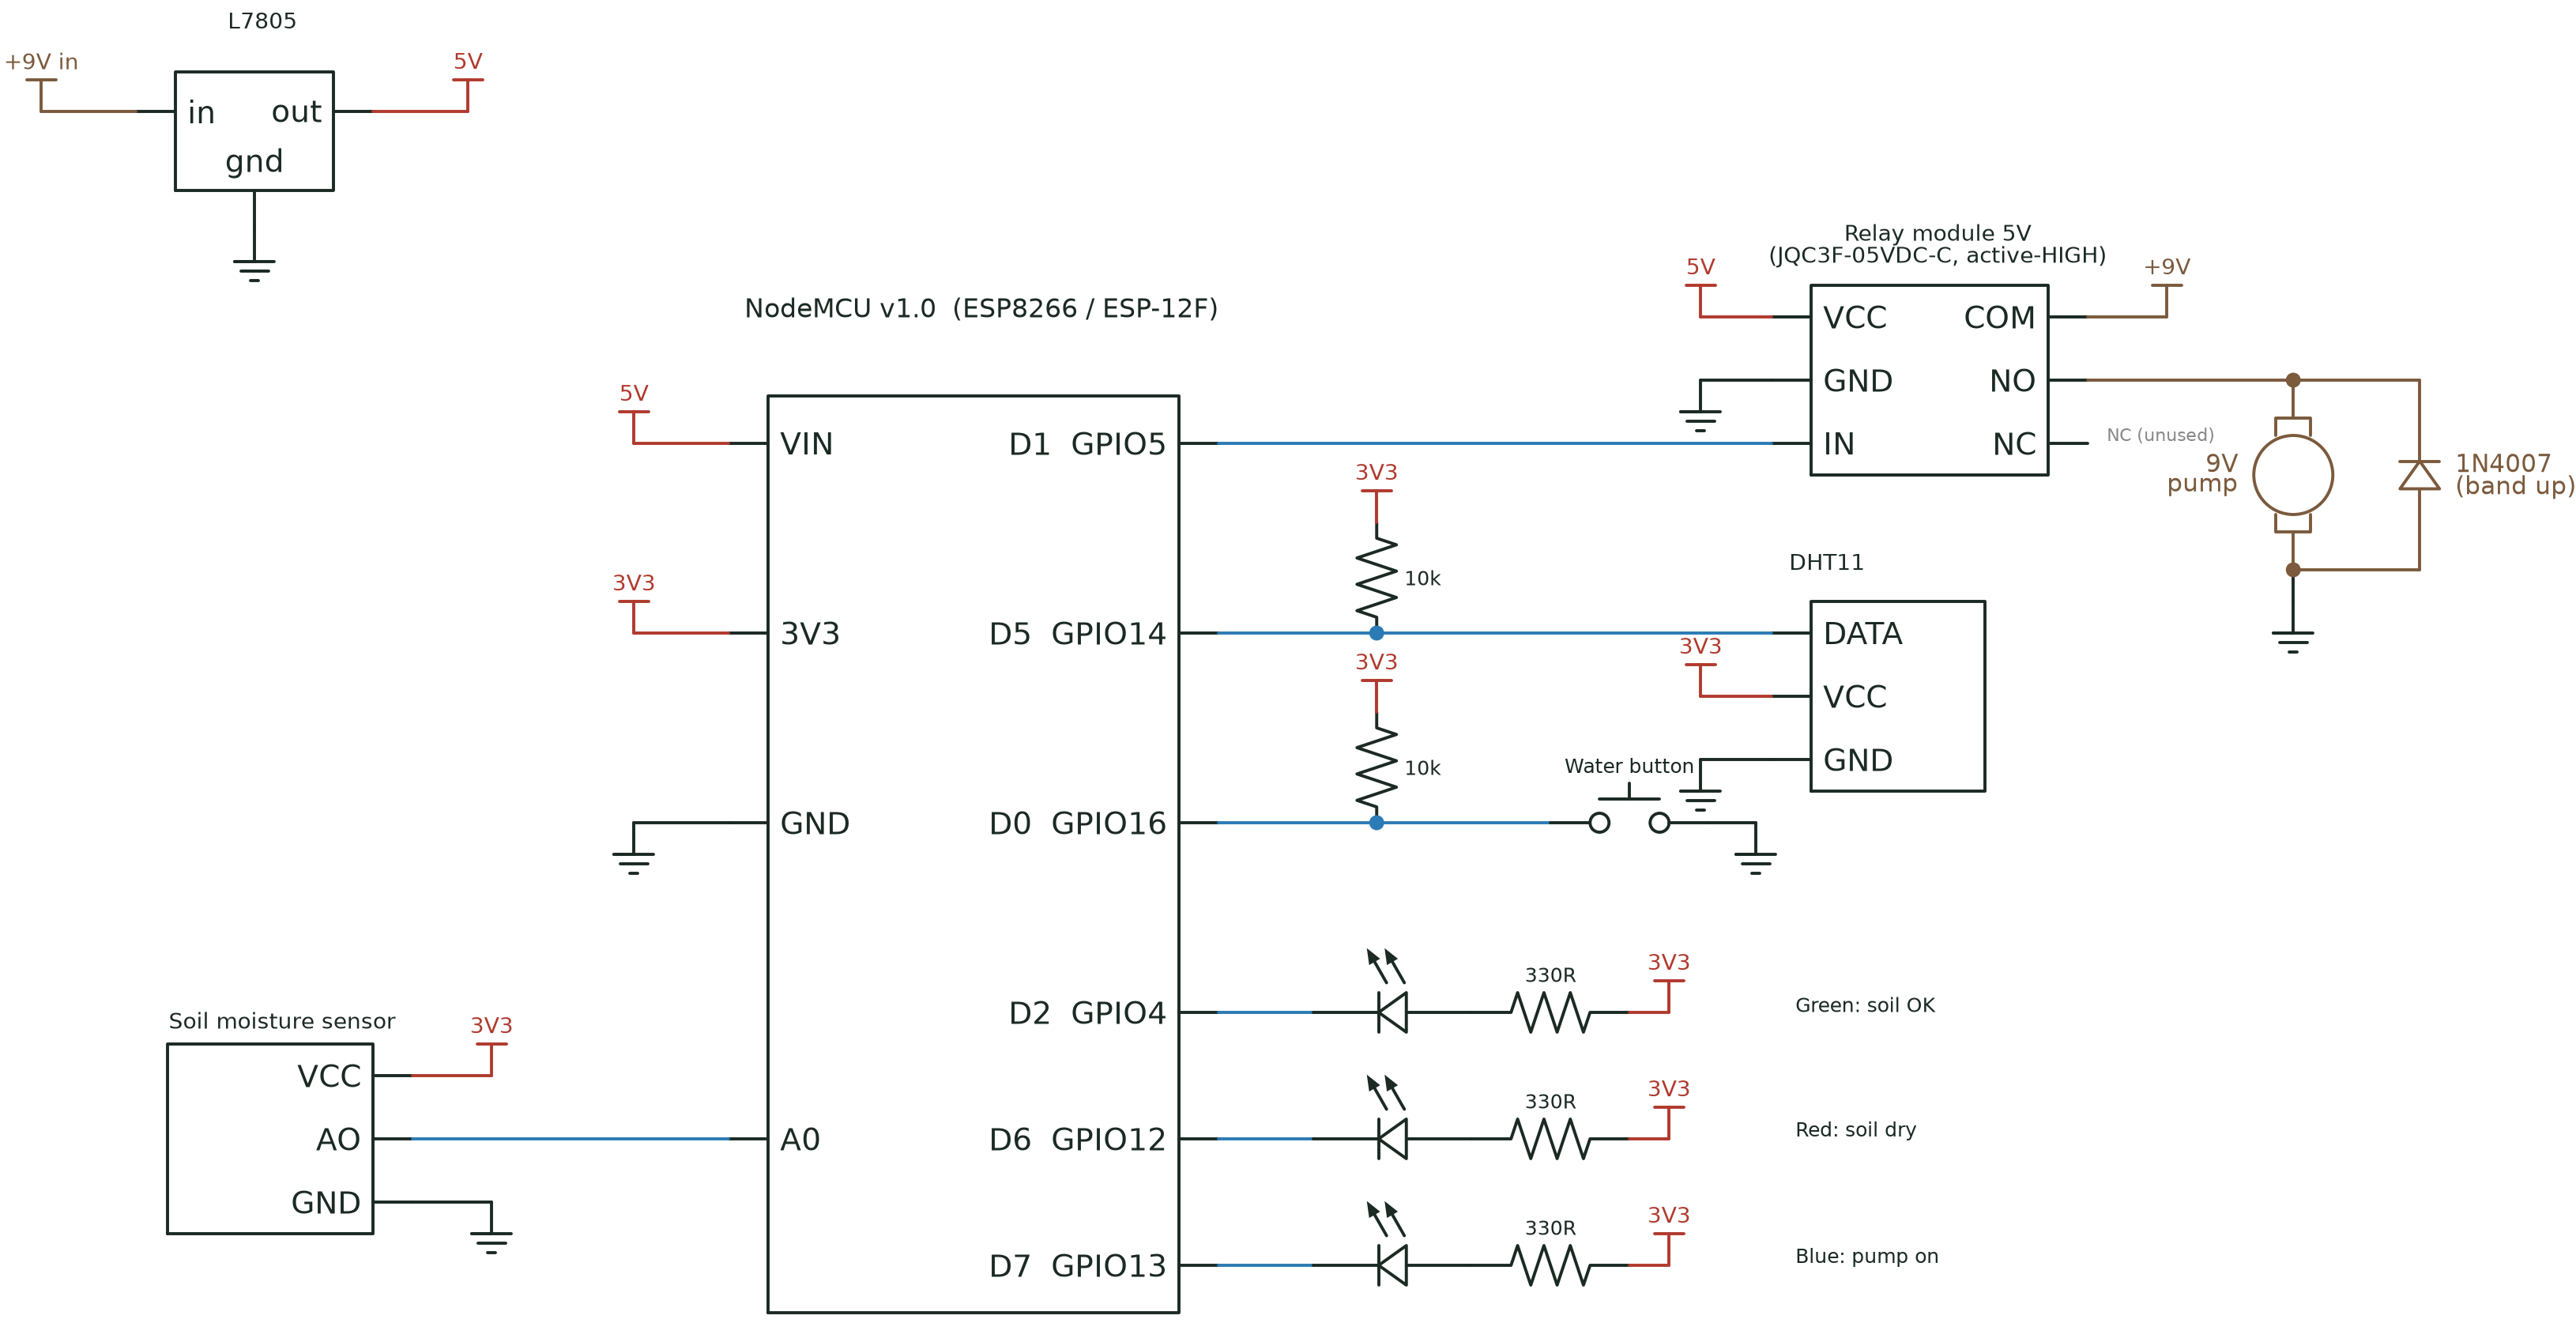 L7805
+9V in
5V
in out
gnd
NodeMCU v1.0 (ESP8266 / ESP-12F)
5V
VIN
3V3
3V3
GND
A0
D1 GPIO5
D5 GPIO14
D0 GPIO16
D2 GPIO4
D6 GPIO12
D7 GPIO13
Relay module 5V
(JQC3F-05VDC-C, active-HIGH)
5V
+9V
VCC COM
GND NO
IN NC
NC (unused)
9V
pump
1N4007
(band up)
3V3
10k
DHT11
DATA
3V3
VCC
GND
3V3
10k
Water button
330R
3V3
Green: soil OK
330R
3V3
Red: soil dry
330R
3V3
Blue: pump on
Soil moisture sensor
3V3
VCC
AO
GND